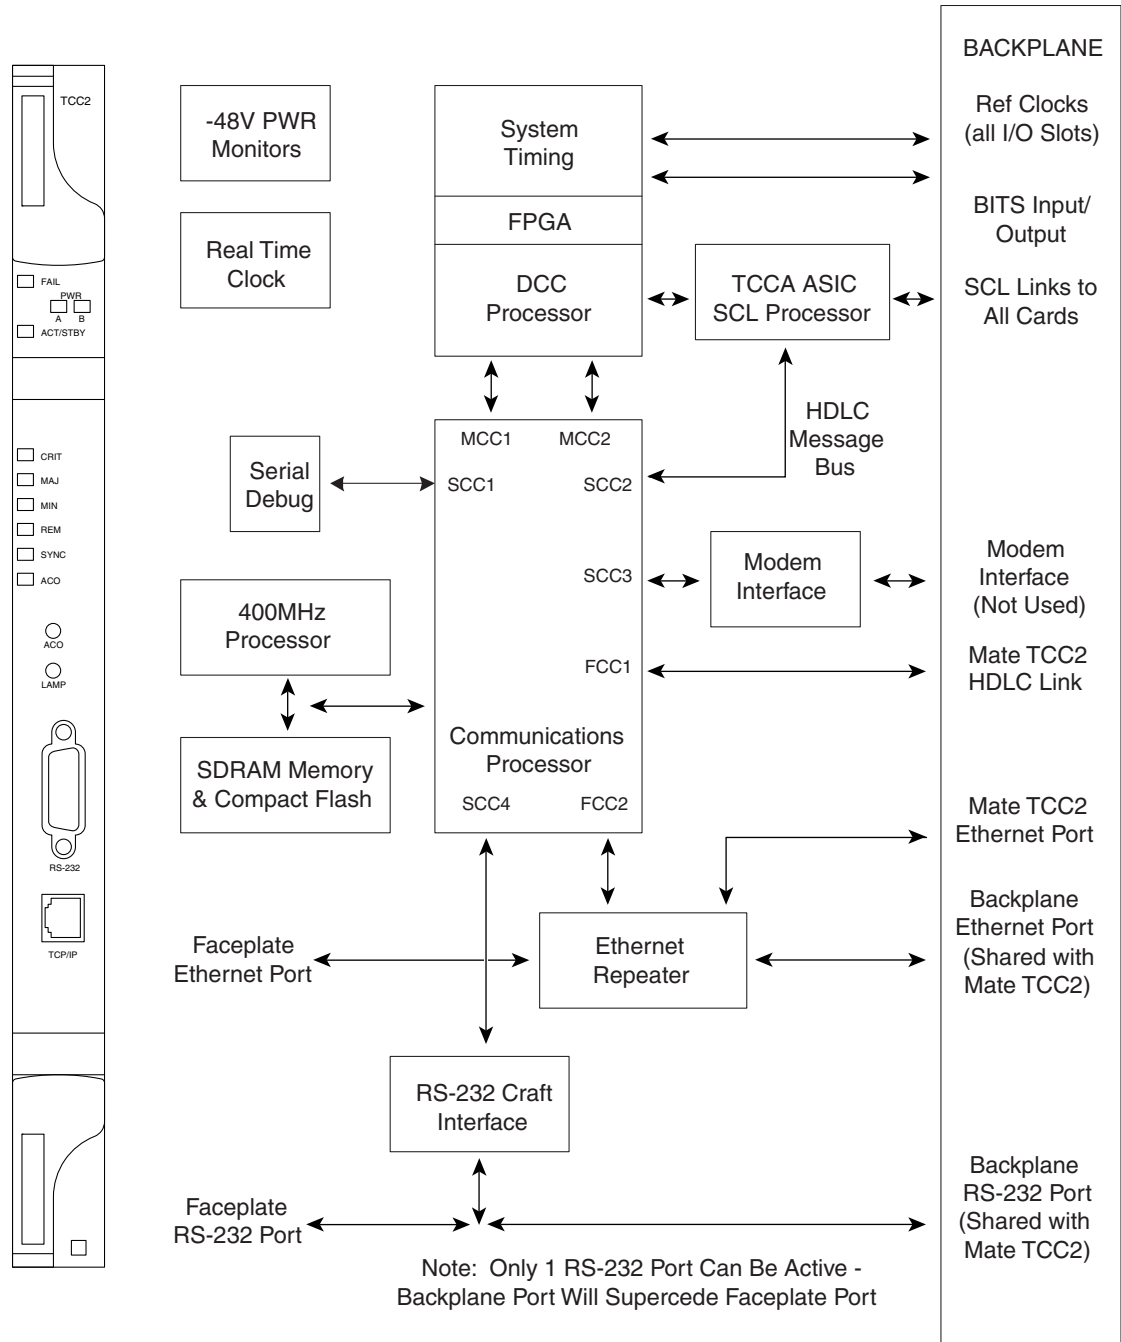 TCC2
FAIL
PWR
A B
ACT/STBY
CRIT
MAJ
MIN
REM
SYNC
ACO
ACO
LAMP
RS-232
TCP/IP
-48V PWR
Monitors
Real Time
Clock
System
Timing
FPGA
DCC
Processor
TCCA ASIC
SCL Processor
HDLC
Message
Bus
MCC1 MCC2
SCC1 SCC2
SCC3
FCC1
Communications
Processor
SCC4 FCC2
Serial
Debug
400MHz
Processor
SDRAM Memory
& Compact Flash
Modem
Interface
Faceplate
Ethernet Port
Ethernet
Repeater
RS-232 Craft
Interface
Faceplate
RS-232 Port
Note: Only 1 RS-232 Port Can Be Active -
Backplane Port Will Supercede Faceplate Port
BACKPLANE
Ref Clocks
(all I/O Slots)
BITS Input/
Output
SCL Links to
All Cards
Modem
Interface
(Not Used)
Mate TCC2
HDLC Link
Mate TCC2
Ethernet Port
Backplane
Ethernet Port
(Shared with
Mate TCC2)
Backplane
RS-232 Port
(Shared with
Mate TCC2)